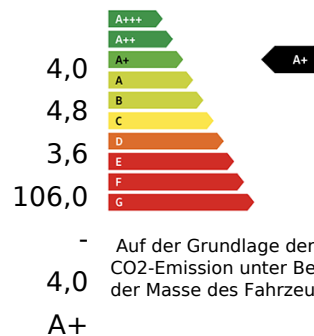 A+++
A++
A+
A+
4,0
A
B
4,8
C
D
3,6
E
F
106,0
G
-
Auf der Grundlage der
CO2-Emission unter Be
4,0
der Masse des Fahrzeu
A+